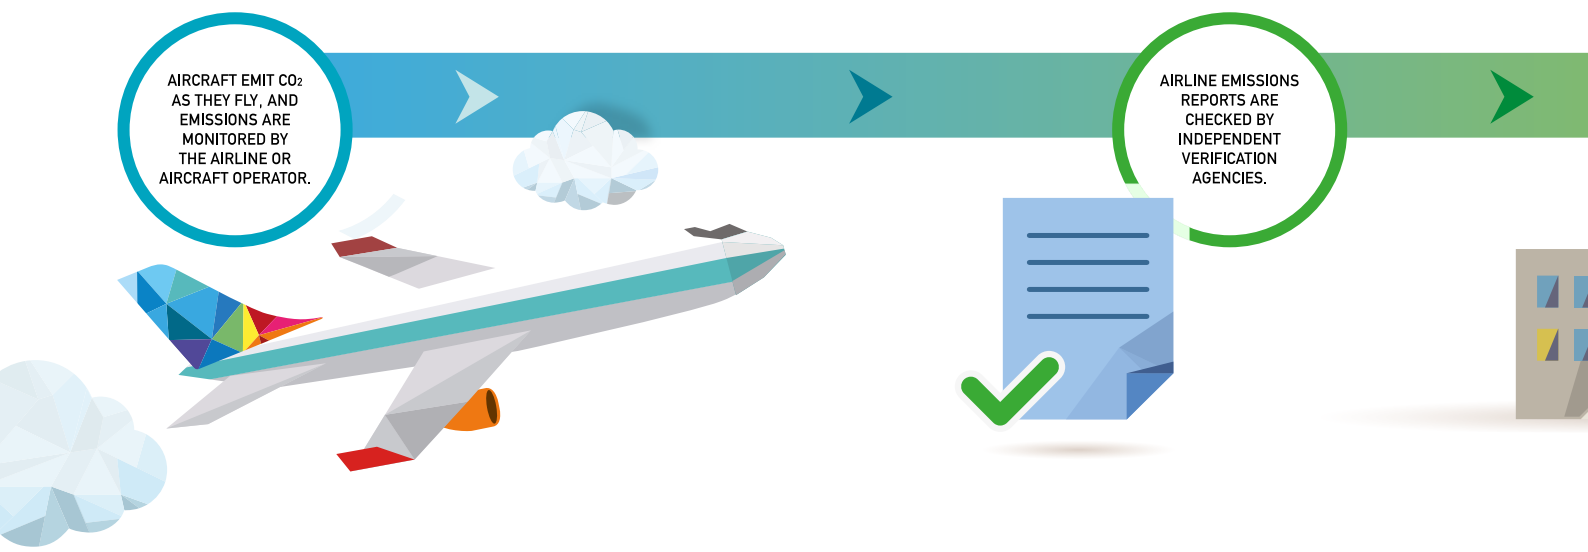 AIRCRAFT EMIT CO₂
AS THEY FLY, AND
EMISSIONS ARE
MONITORED BY
THE AIRLINE OR
AIRCRAFT OPERATOR.
AIRLINE EMISSIONS
REPORTS ARE
CHECKED BY
INDEPENDENT
VERIFICATION
AGENCIES.